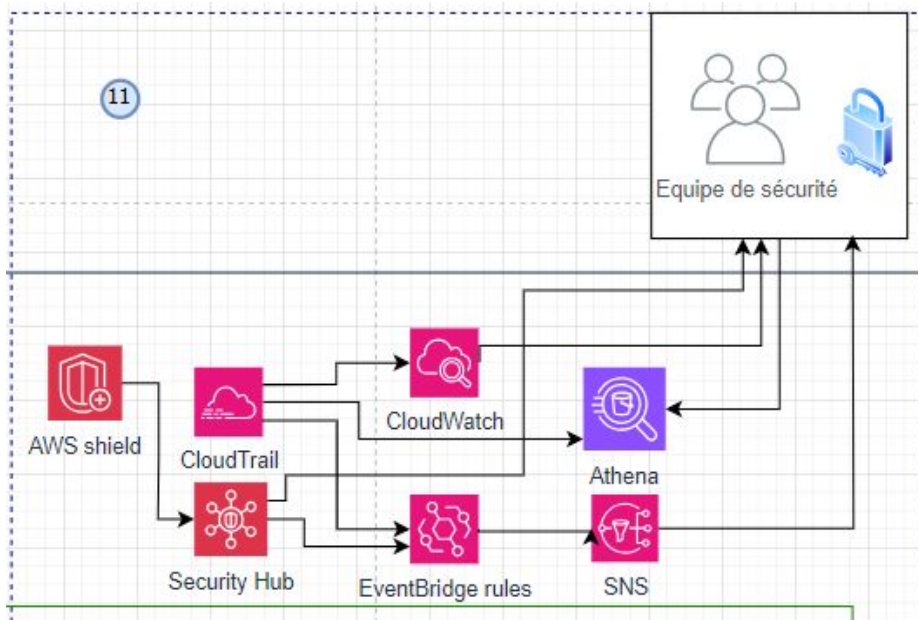 11
Equipe de sécurité
AWS shield
CloudTrail
CloudWatch
Athena
Security Hub
EventBridge rules
SNS